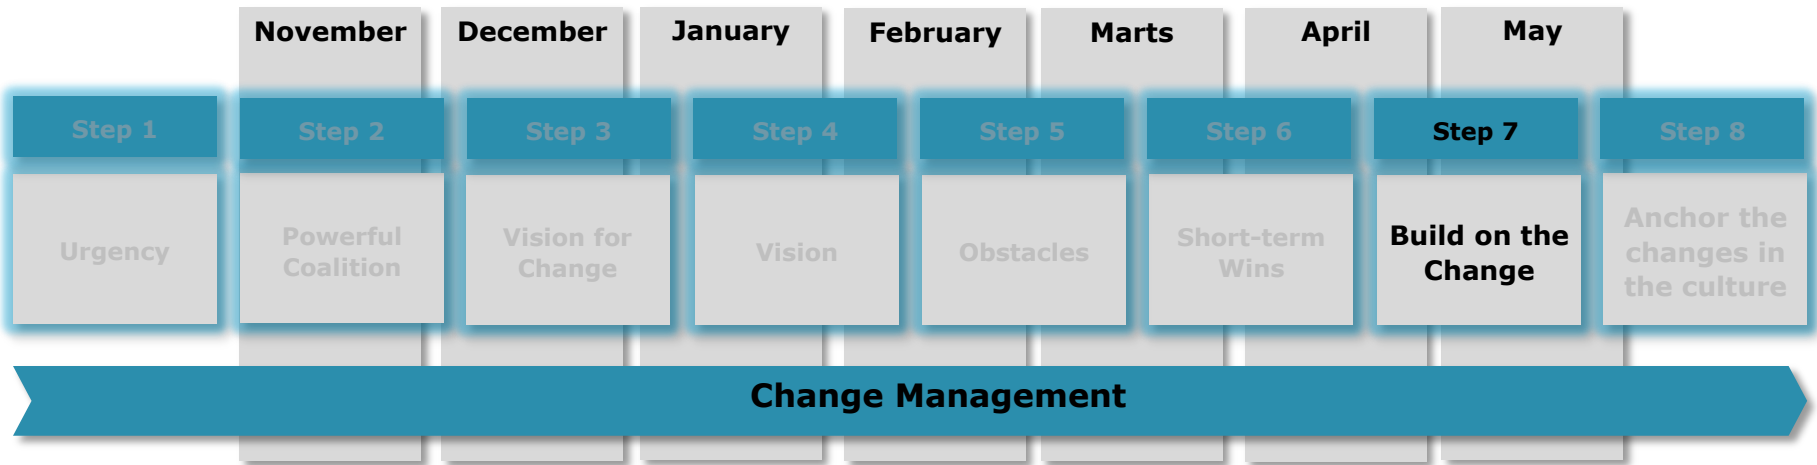 November December January February Marts April May
Step 1 Step 2 Step 3 Step 4 Step 5 Step 6 Step 7 Step 8
Urgency
Powerful
Coalition
Vision for
Change
Vision
Obstacles
Short-term
Wins
Build on the
Change
Anchor the
changes in
the culture
Change Management